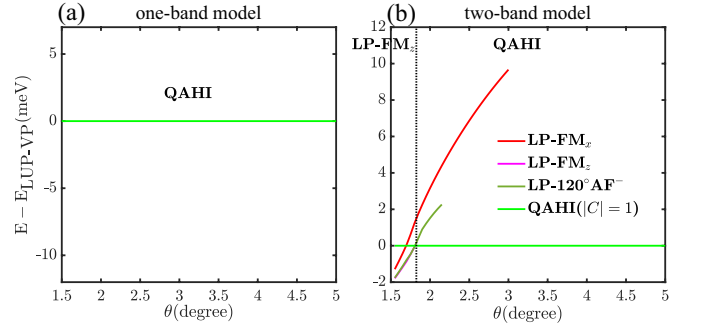 (a) one-band model
E − E_LUP-VP(meV)
5
0
-5
-10
QAHI
1.5 2 2.5 3 3.5 4 4.5 5
θ(degree)
(b) two-band model
LP-FM_z QAHI
12
10
8
6
4
2
0
-2
LP-FM_x
LP-FM_z
LP-120°AF⁻
QAHI(|C| = 1)
1.5 2 2.5 3 3.5 4 4.5 5
θ(degree)